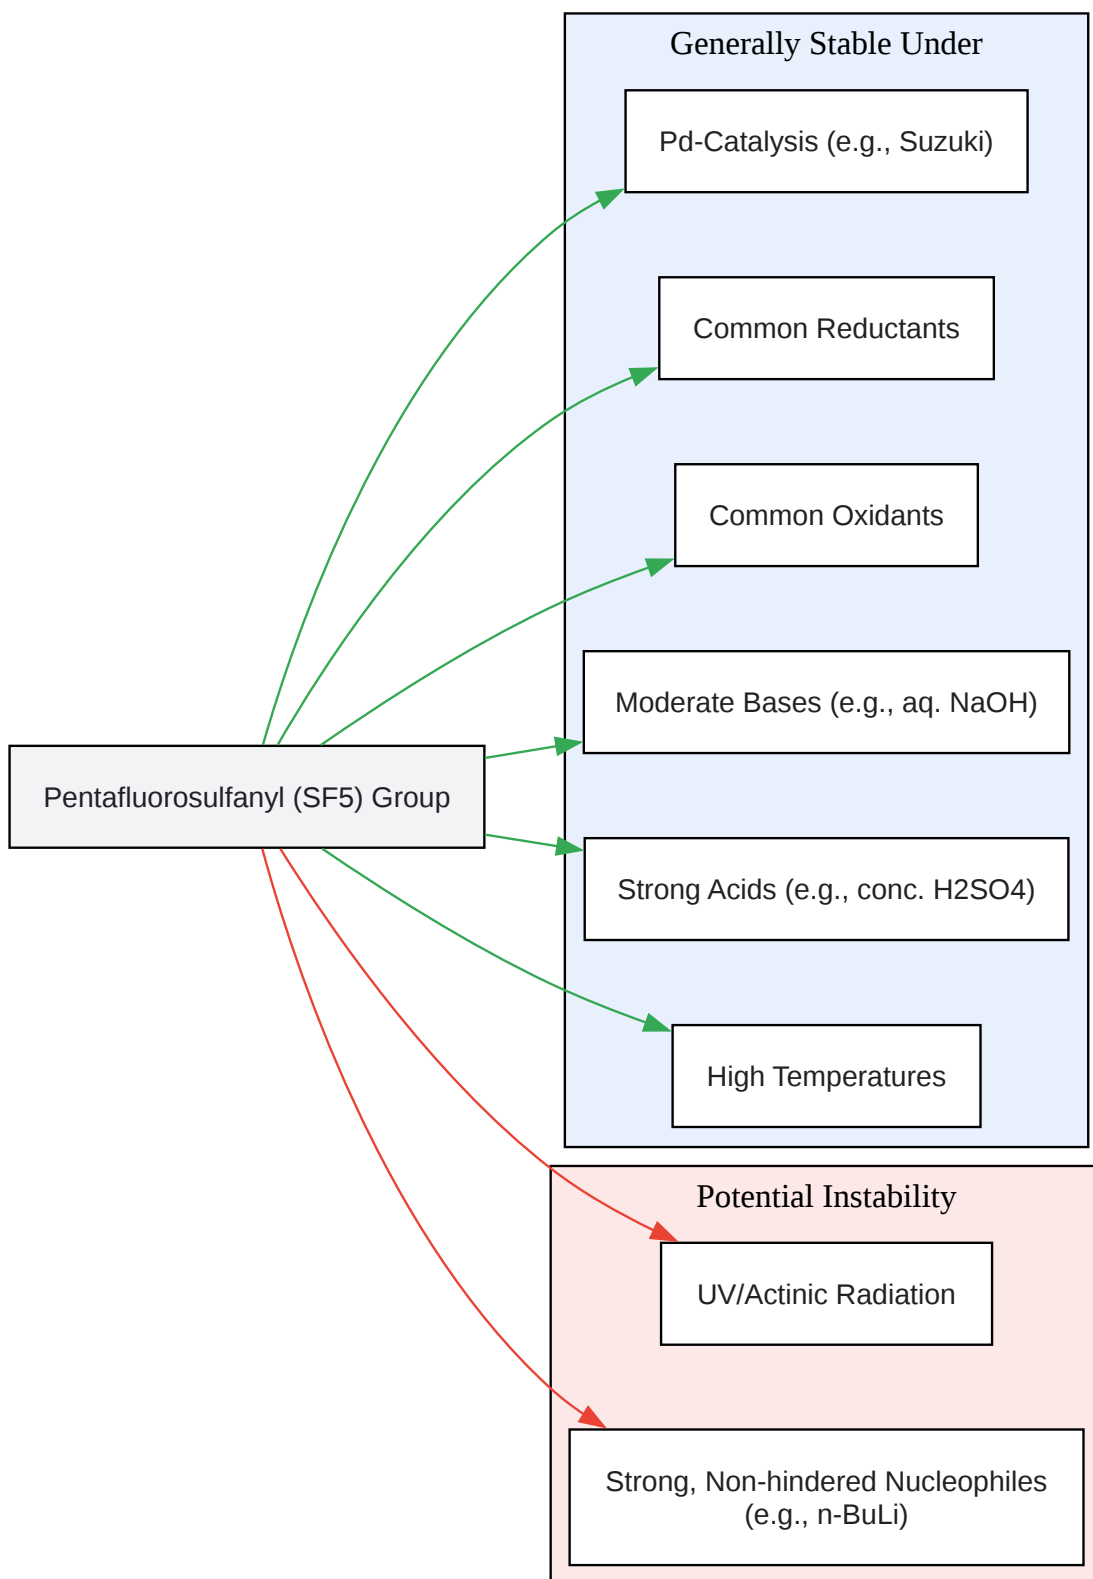 Generally Stable Under
Pd-Catalysis (e.g., Suzuki)
Common Reductants
Common Oxidants
Moderate Bases (e.g., aq. NaOH)
Pentafluorosulfanyl (SF5) Group
Strong Acids (e.g., conc. H2SO4)
High Temperatures
Potential Instability
UV/Actinic Radiation
Strong, Non-hindered Nucleophiles
(e.g., n-BuLi)